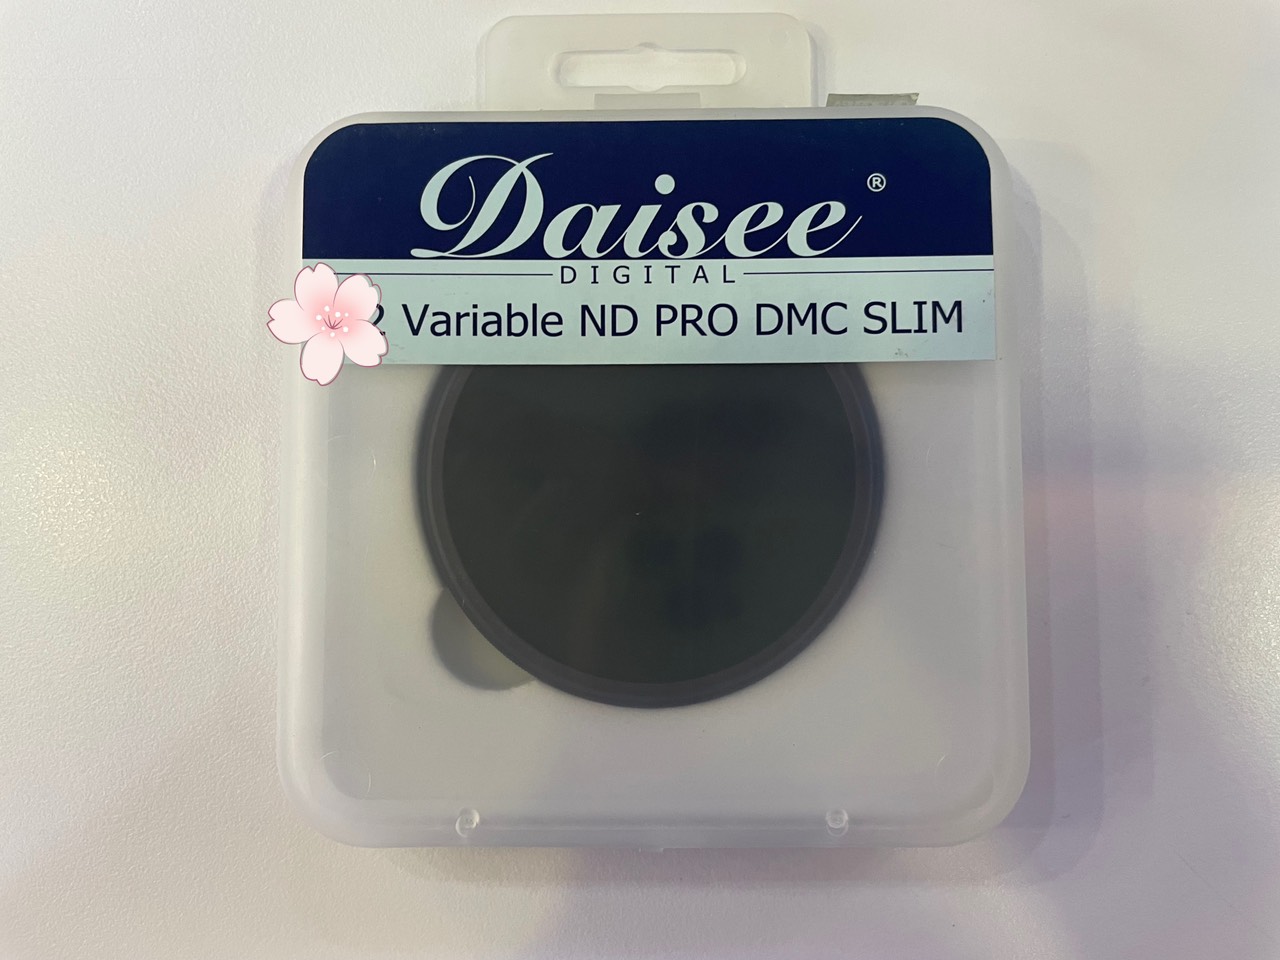 Daisee®
DIGITAL
Variable ND PRO DMC SLIM